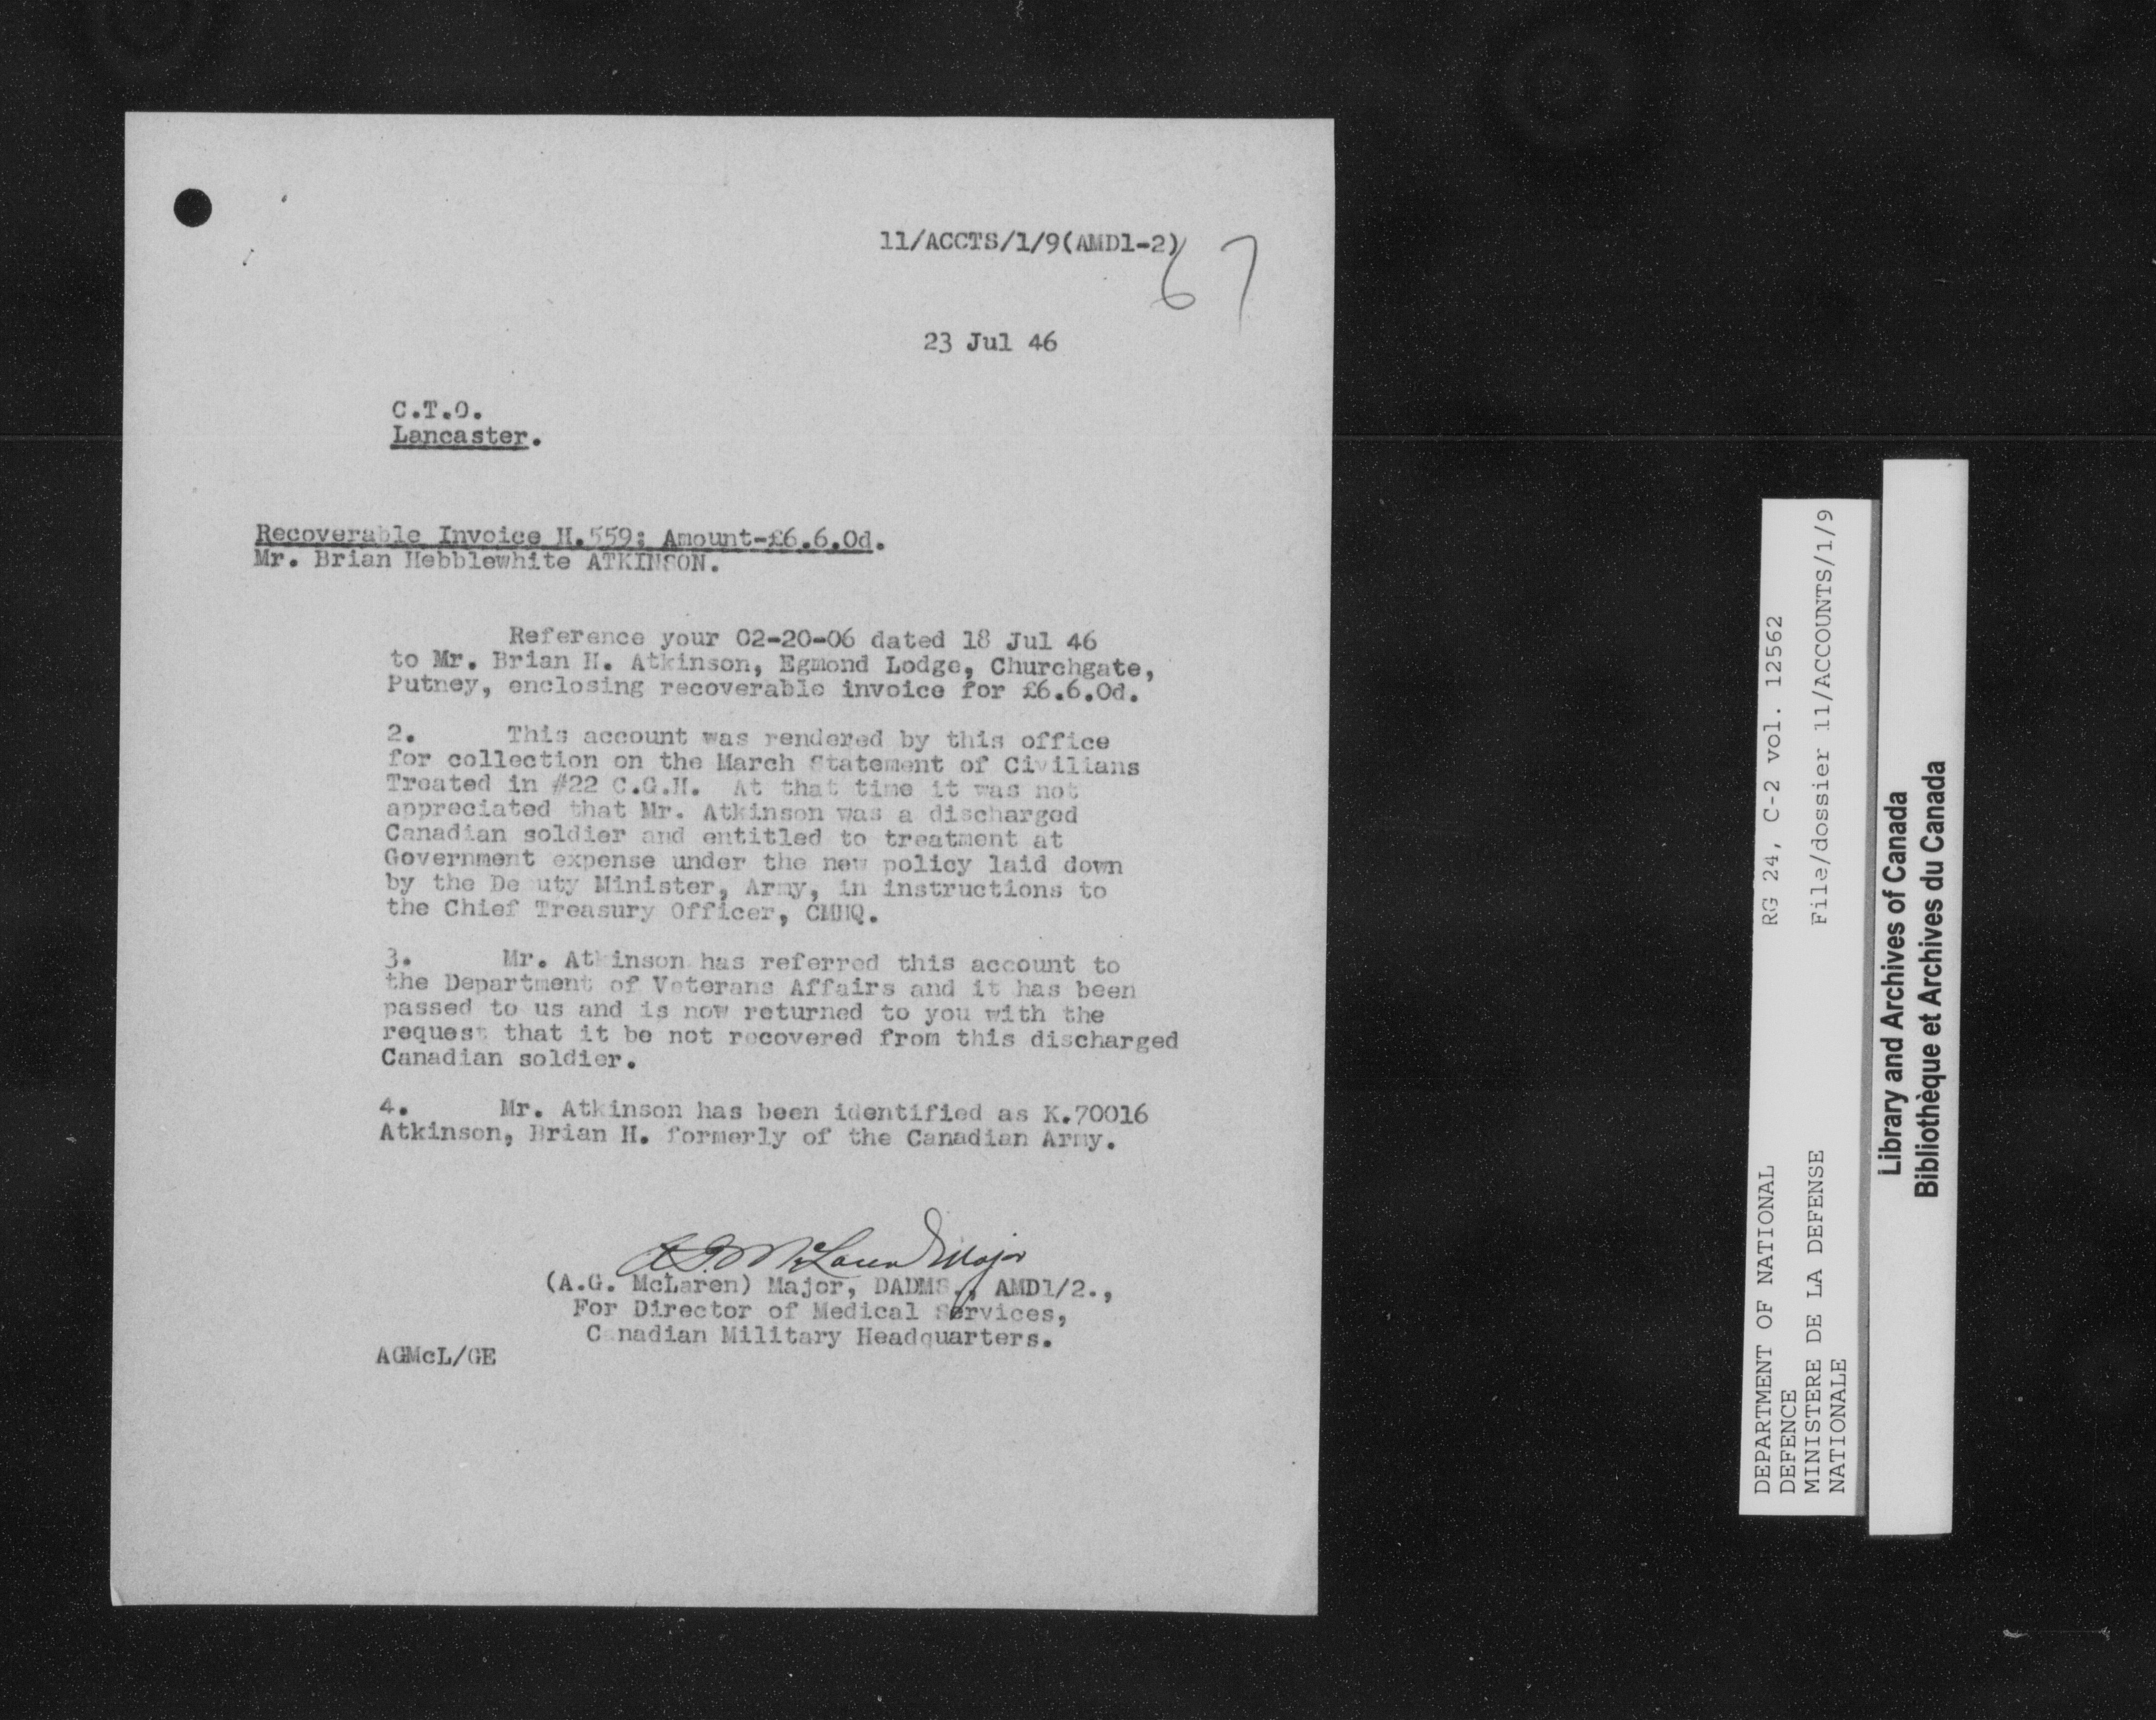 11/ACCTS/1/9(AMD1-2)
67
23 Jul 46
C.T.O.
Lancaster.
Recoverable Invoice H.559: Amount-£6.6.0d.
Mr. Brian Hebblewhite ATKINSON.
Reference your 02-20-06 dated 18 Jul 46
to Mr. Brian H. Atkinson, Egmond Lodge, Churchgate,
Putney, enclosing recoverable invoice for £6.6.0d.
2. This account was rendered by this office
for collection on the March Statement of Civilians
Treated in #22 C.G.H. At that time it was not
appreciated that Mr. Atkinson was a discharged
Canadian soldier and entitled to treatment at
Government expense under the new policy laid down
by the Deputy Minister, Army, in instructions to
the Chief Treasury Officer, CMHQ.
3. Mr. Atkinson has referred this account to
the Department of Veterans Affairs and it has been
passed to us and is now returned to you with the
request that it be not recovered from this discharged
Canadian soldier.
4. Mr. Atkinson has been identified as K.70016
Atkinson, Brian H. formerly of the Canadian Army.
A.G. McLaren Major
(A.G. McLaren) Major, DADMS., AMD1/2.,
For Director of Medical Services,
Canadian Military Headquarters.
AGMcL/GE
DEPARTMENT OF NATIONAL
DEFENCE
MINISTERE DE LA DEFENSE
NATIONALE
RG 24, C-2 vol. 12562
File/dossier 11/ACCOUNTS/1/9
Library and Archives of Canada
Bibliothèque et Archives du Canada